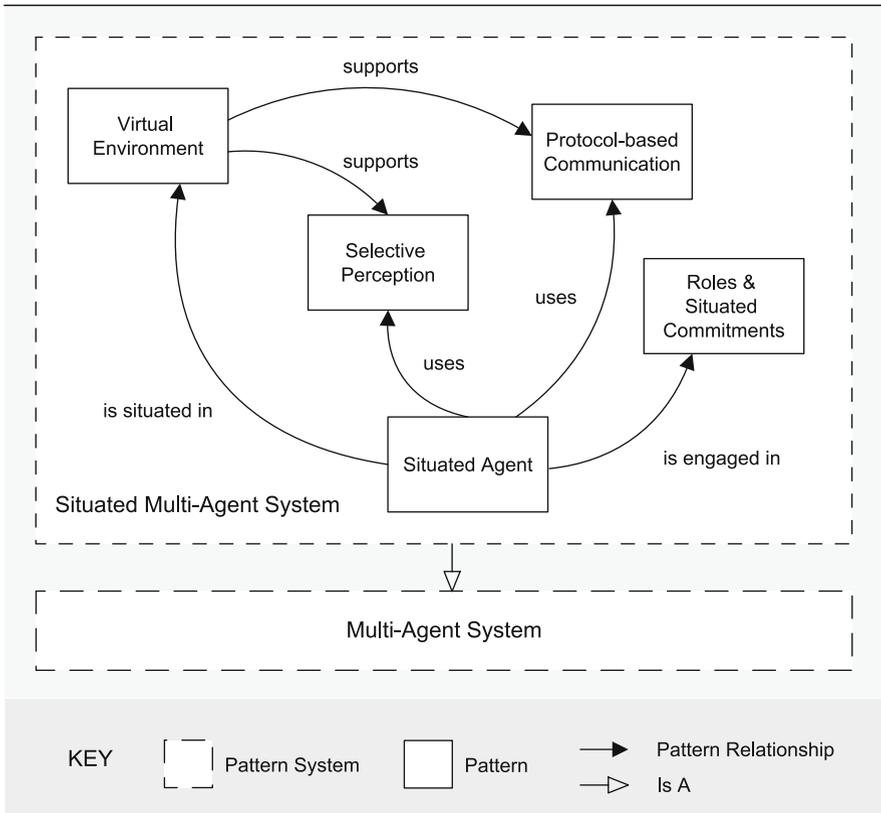 supports
Virtual
Environment
Protocol-based
Communication
supports
Selective
Perception
Roles &
Situated
Commitments
uses
uses
is situated in
Situated Agent
is engaged in
Situated Multi-Agent System
Multi-Agent System
KEY
Pattern System
Pattern
Pattern Relationship
Is A